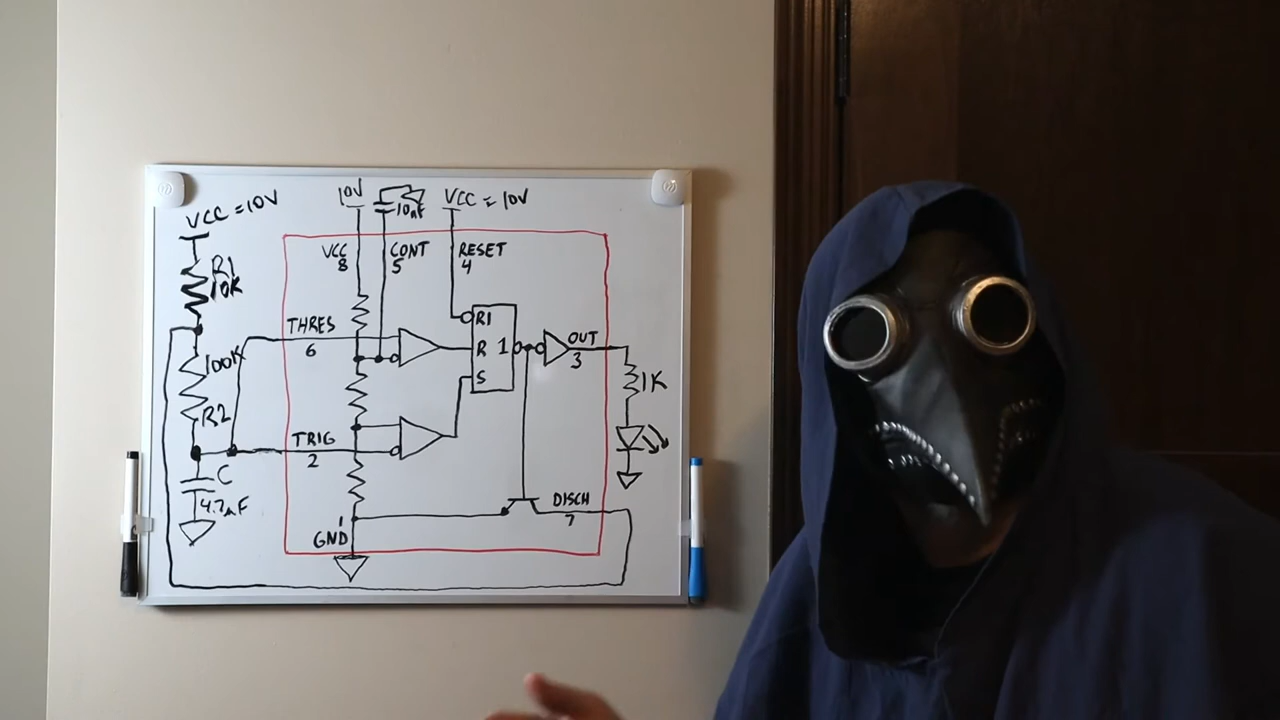 VCC = 10V
10V
10nF
VCC = 10V
R1
10K
VCC
8
CONT
5
RESET
4
THRES
6
R1
R
1
S
OUT
3
100K
R2
1K
TRIG
2
C
4.7uF
1
GND
DISCH
7